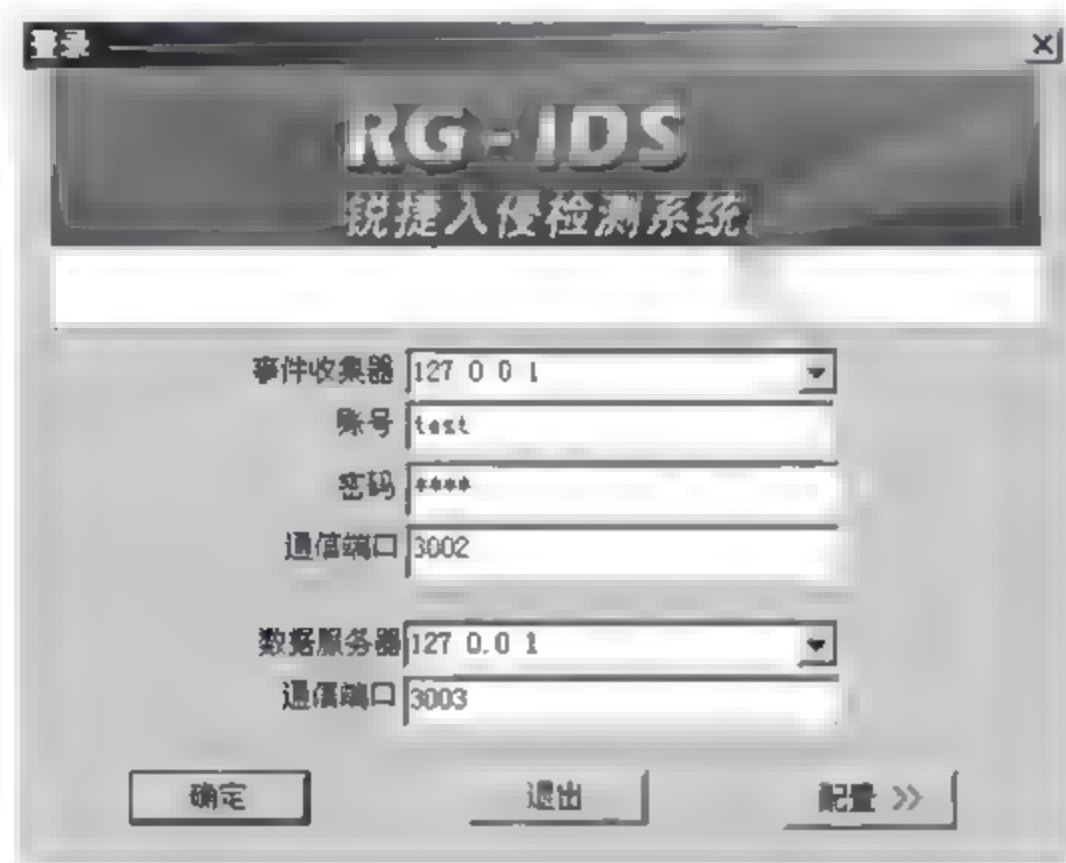 登录
RG-IDS
锐捷入侵检测系统
事件收集器 127 0 0 1
账号 test
密码 ****
通信端口 3002
数据服务器 127 0.0 1
通信端口 3003
确定 退出 配置 >>